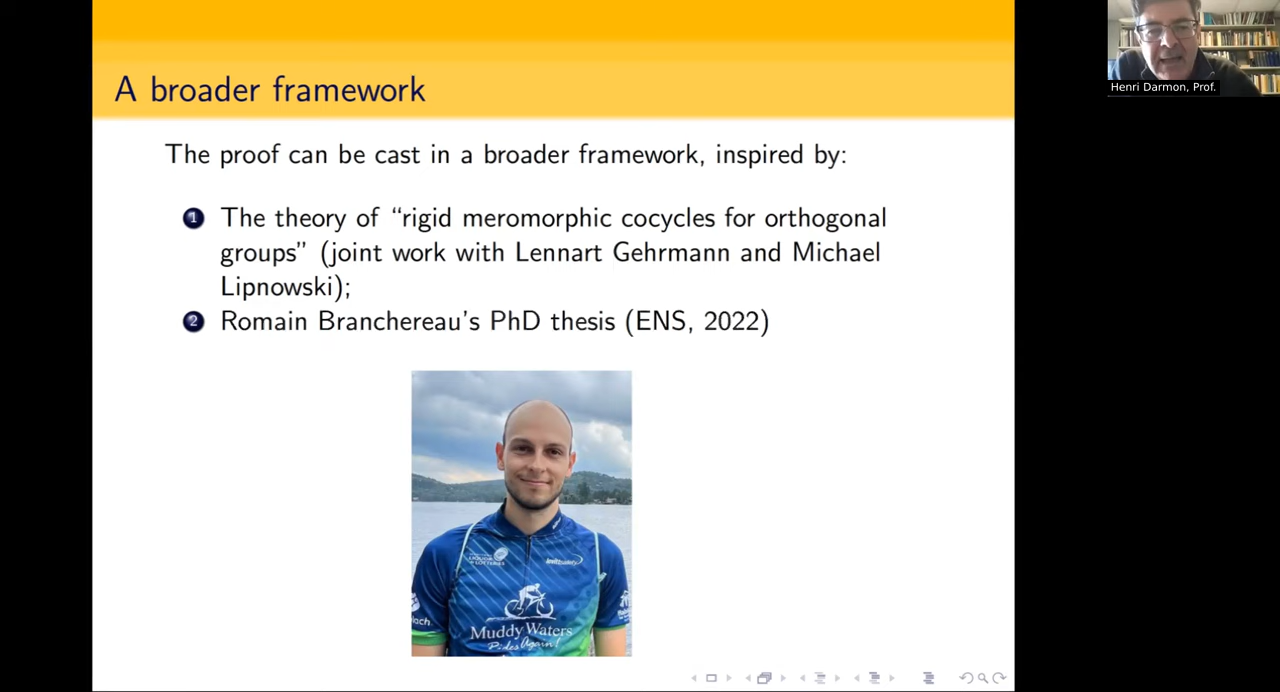 A broader framework
Henri Darmon, Prof.
The proof can be cast in a broader framework, inspired by:
1 The theory of “rigid meromorphic cocycles for orthogonal
groups” (joint work with Lennart Gehrmann and Michael
Lipnowski);
2 Romain Branchereau’s PhD thesis (ENS, 2022)
Muddy Waters
Rides Again!